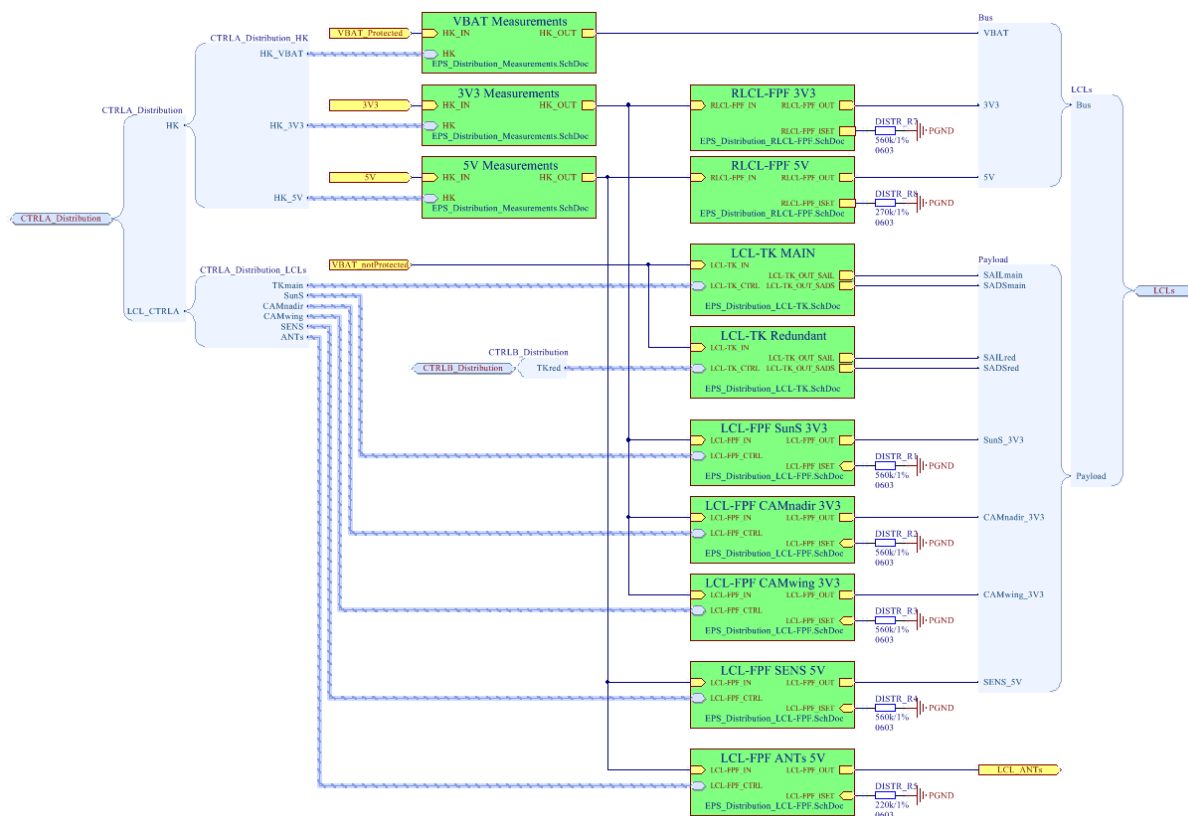 CTRLA_Distribution
CTRLA_Distribution
HK
LCL_CTRLA
CTRLA_Distribution_HK
HK_VBAT
HK_3V3
HK_5V
CTRLA_Distribution_LCLs
TKmain
SunS
CAMnadir
CAMwing
SENS
ANTs
VBAT_Protected
VBAT Measurements
HK_IN HK_OUT
HK
EPS_Distribution_Measurements.SchDoc
3V3
3V3 Measurements
HK_IN HK_OUT
HK
EPS_Distribution_Measurements.SchDoc
5V
5V Measurements
HK_IN HK_OUT
HK
EPS_Distribution_Measurements.SchDoc
VBAT_notProtected
CTRLB_Distribution
CTRLB_Distribution
TKred
RLCL-FPF 3V3
RLCL-FPF_IN RLCL-FPF_OUT
RLCL-FPF_ISET
EPS_Distribution_RLCL-FPF.SchDoc
DISTR_R7
560k/1%
0603
PGND
RLCL-FPF 5V
RLCL-FPF_IN RLCL-FPF_OUT
RLCL-FPF_ISET
EPS_Distribution_RLCL-FPF.SchDoc
DISTR_R6
270k/1%
0603
PGND
LCL-TK MAIN
LCL-TK_IN
LCL-TK_OUT_SAIL
LCL-TK_CTRL LCL-TK_OUT_SADS
EPS_Distribution_LCL-TK.SchDoc
LCL-TK Redundant
LCL-TK_IN
LCL-TK_OUT_SAIL
LCL-TK_CTRL LCL-TK_OUT_SADS
EPS_Distribution_LCL-TK.SchDoc
LCL-FPF SunS 3V3
LCL-FPF_IN LCL-FPF_OUT
LCL-FPF_CTRL
LCL-FPF_ISET
EPS_Distribution_LCL-FPF.SchDoc
DISTR_R1
560k/1%
0603
PGND
LCL-FPF CAMnadir 3V3
LCL-FPF_IN LCL-FPF_OUT
LCL-FPF_CTRL
LCL-FPF_ISET
EPS_Distribution_LCL-FPF.SchDoc
DISTR_R2
560k/1%
0603
PGND
LCL-FPF CAMwing 3V3
LCL-FPF_IN LCL-FPF_OUT
LCL-FPF_CTRL
LCL-FPF_ISET
EPS_Distribution_LCL-FPF.SchDoc
DISTR_R3
560k/1%
0603
PGND
LCL-FPF SENS 5V
LCL-FPF_IN LCL-FPF_OUT
LCL-FPF_CTRL
LCL-FPF_ISET
EPS_Distribution_LCL-FPF.SchDoc
DISTR_R4
560k/1%
0603
PGND
LCL-FPF ANTs 5V
LCL-FPF_IN LCL-FPF_OUT
LCL-FPF_CTRL
LCL-FPF_ISET
EPS_Distribution_LCL-FPF.SchDoc
DISTR_R5
220k/1%
0603
PGND
Bus
VBAT
3V3
5V
Payload
SAILmain
SADSmain
SAILred
SADSred
SunS_3V3
CAMnadir_3V3
CAMwing_3V3
SENS_5V
LCL_ANTs
LCLs
Bus
Payload
LCLs